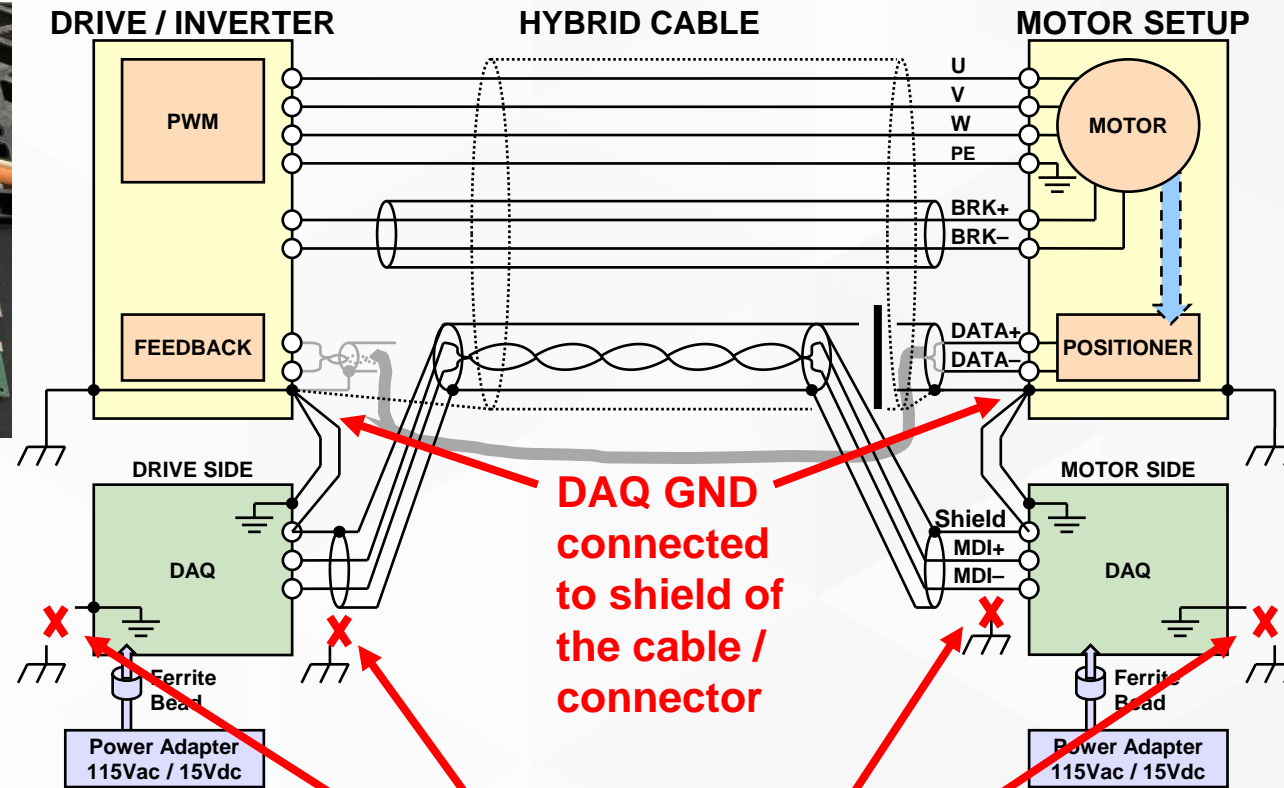 DRIVE / INVERTER
HYBRID CABLE
MOTOR SETUP
U
V
W
PE
PWM
MOTOR
BRK+
BRK–
FEEDBACK
DATA+
DATA–
POSITIONER
DRIVE SIDE
MOTOR SIDE
DAQ GND
connected
to shield of
the cable /
connector
Shield
MDI+
MDI–
DAQ
DAQ
Ferrite
Bead
Ferrite
Bead
Power Adapter
115Vac / 15Vdc
Power Adapter
115Vac / 15Vdc